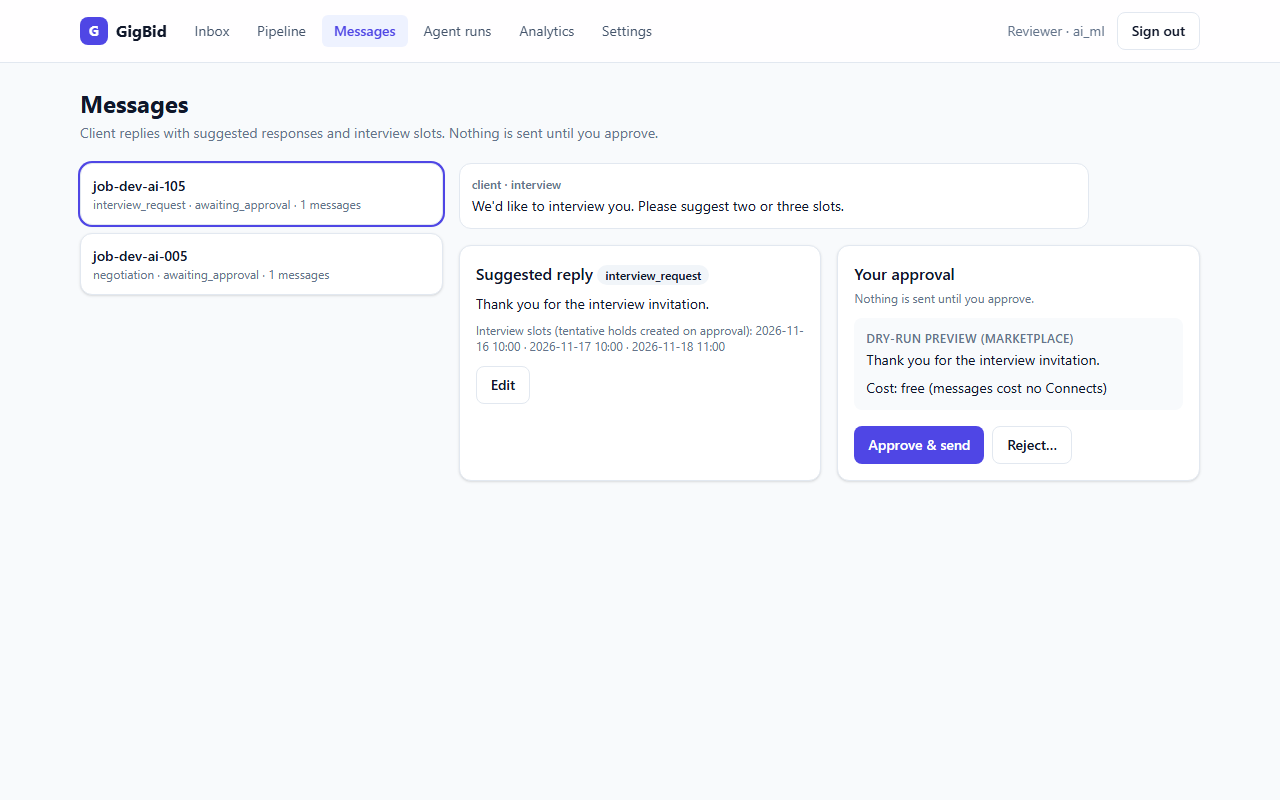 G GigBid Inbox Pipeline Messages Agent runs Analytics Settings Reviewer · ai_ml Sign out
Messages
Client replies with suggested responses and interview slots. Nothing is sent until you approve.
job-dev-ai-105
interview_request · awaiting_approval · 1 messages
job-dev-ai-005
negotiation · awaiting_approval · 1 messages
client · interview
We'd like to interview you. Please suggest two or three slots.
Suggested reply interview_request
Thank you for the interview invitation.
Interview slots (tentative holds created on approval): 2026-11-
16 10:00 · 2026-11-17 10:00 · 2026-11-18 11:00
Edit
Your approval
Nothing is sent until you approve.
DRY-RUN PREVIEW (MARKETPLACE)
Thank you for the interview invitation.
Cost: free (messages cost no Connects)
Approve & send Reject...